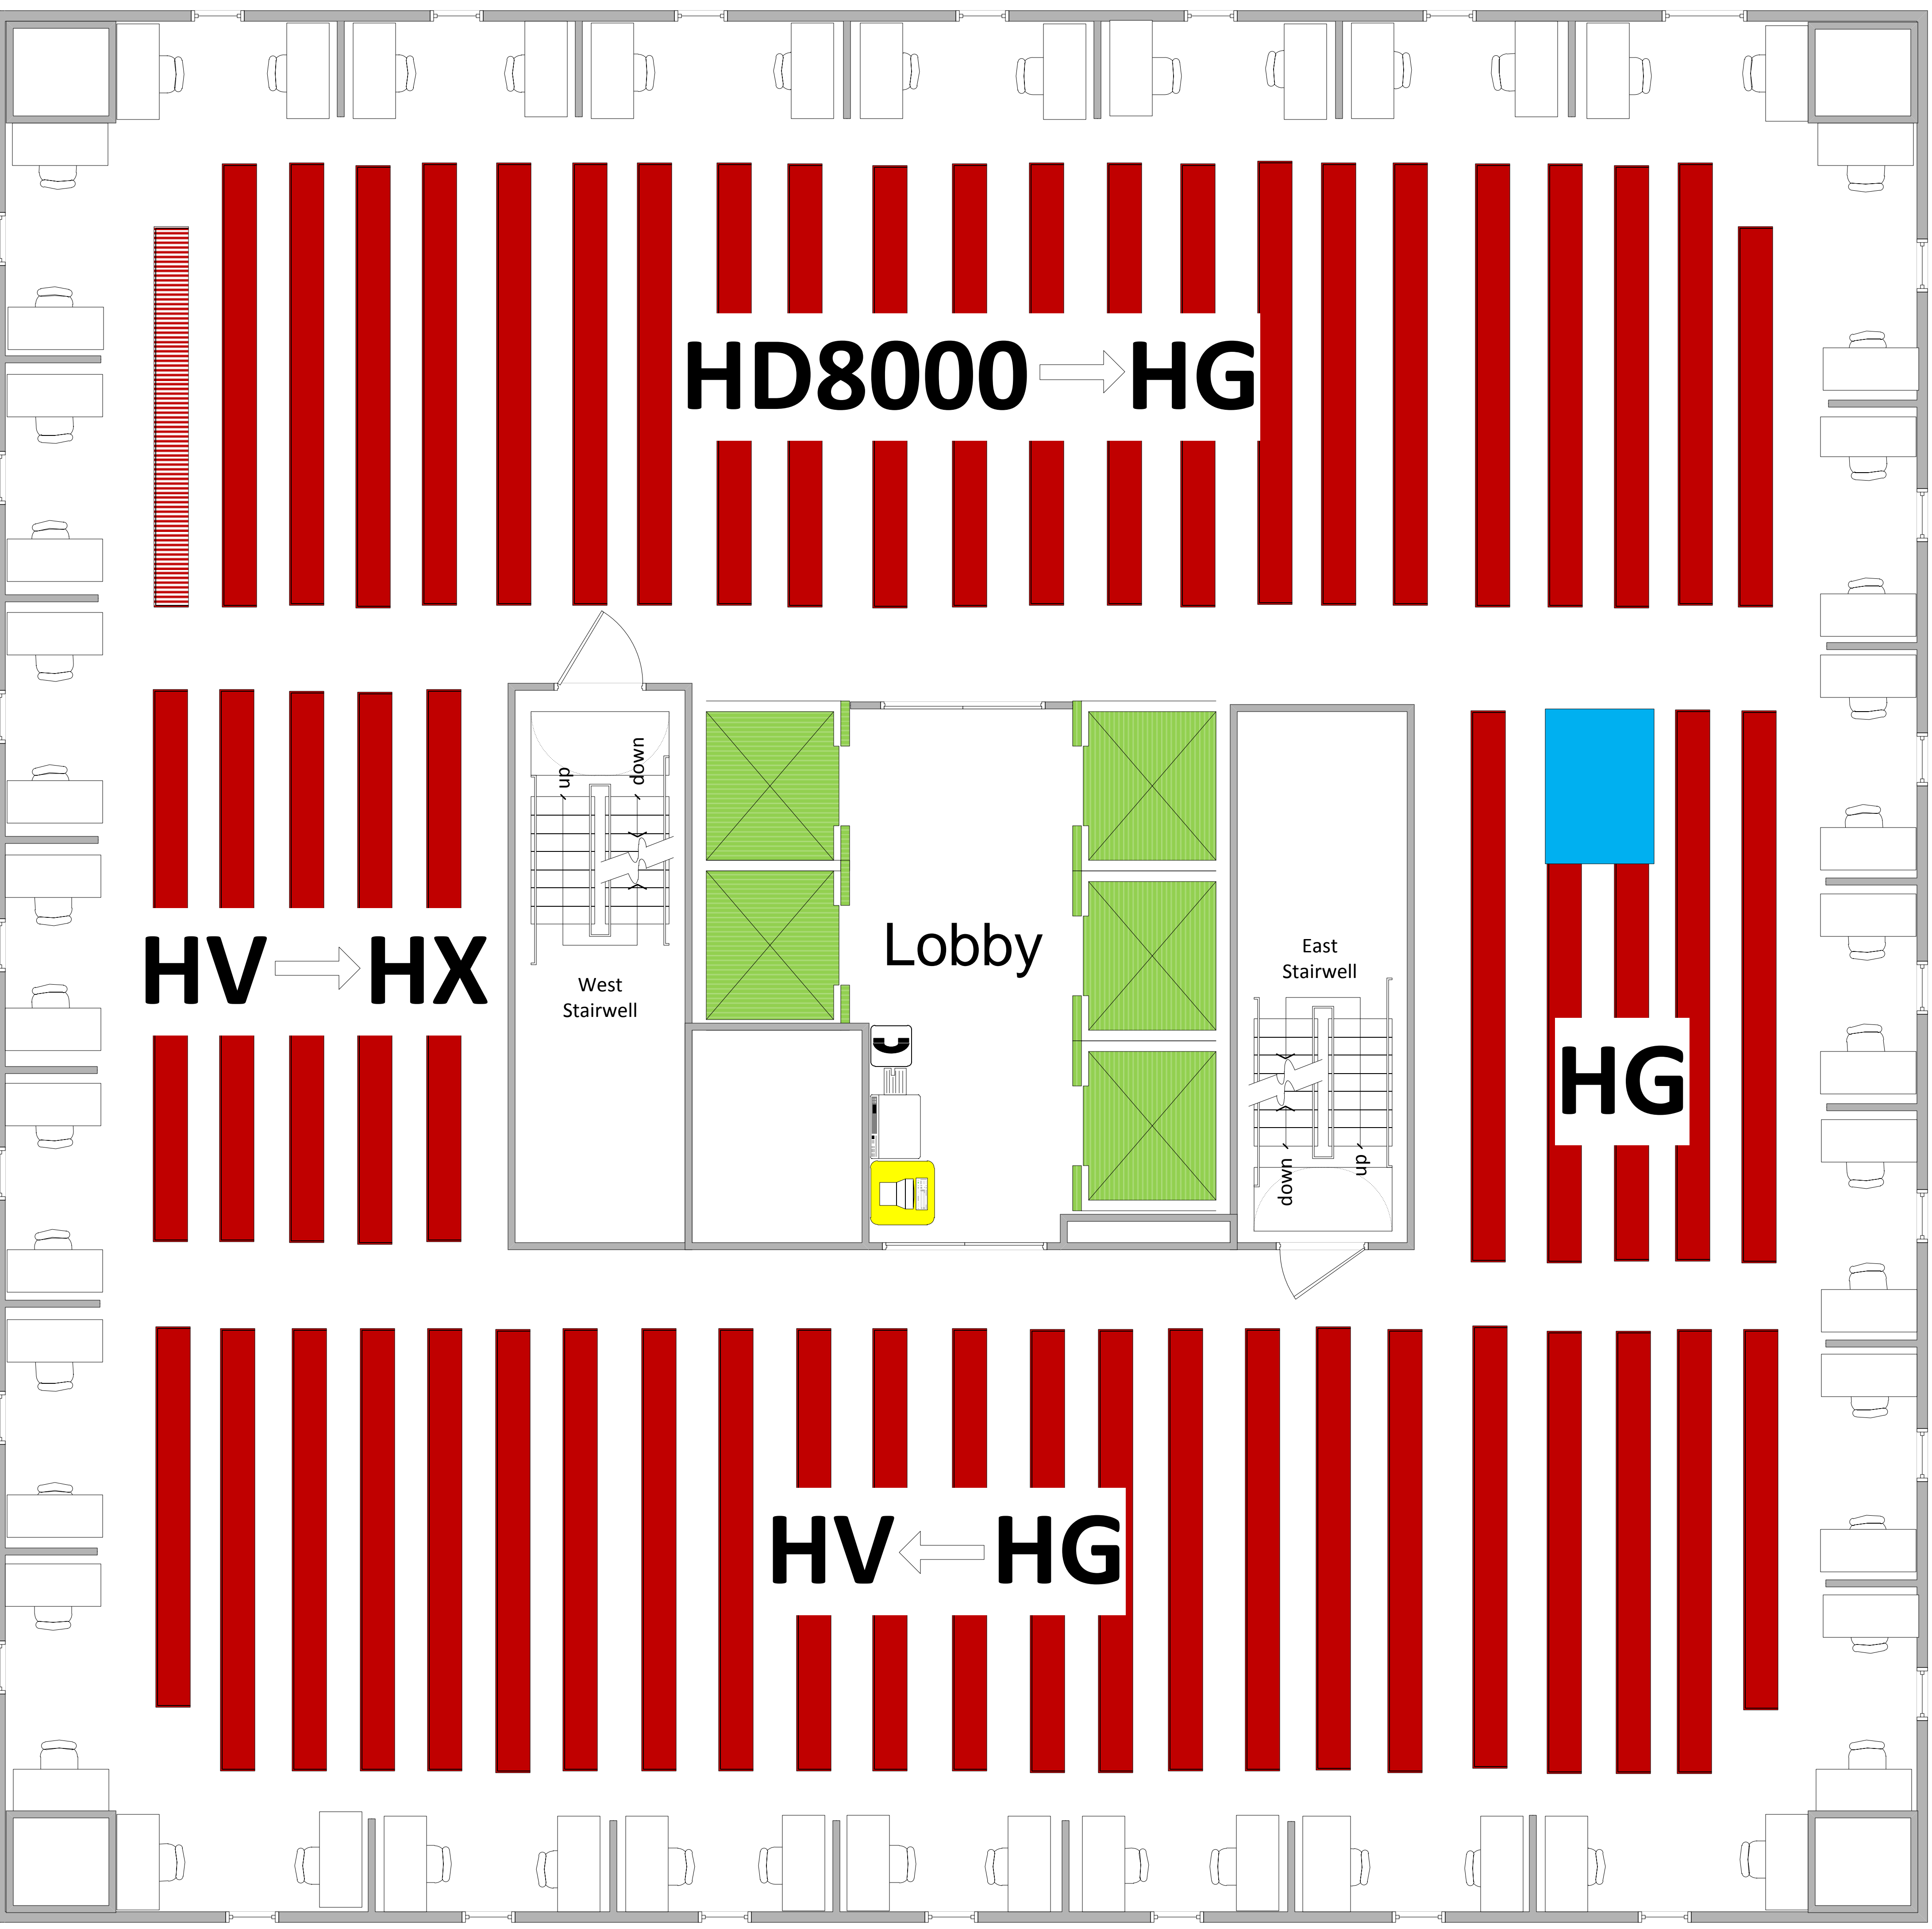 HD8000 HG
up
down
HV HX
West
Stairwell
Lobby
East
Stairwell
HG
down
up
HV HG